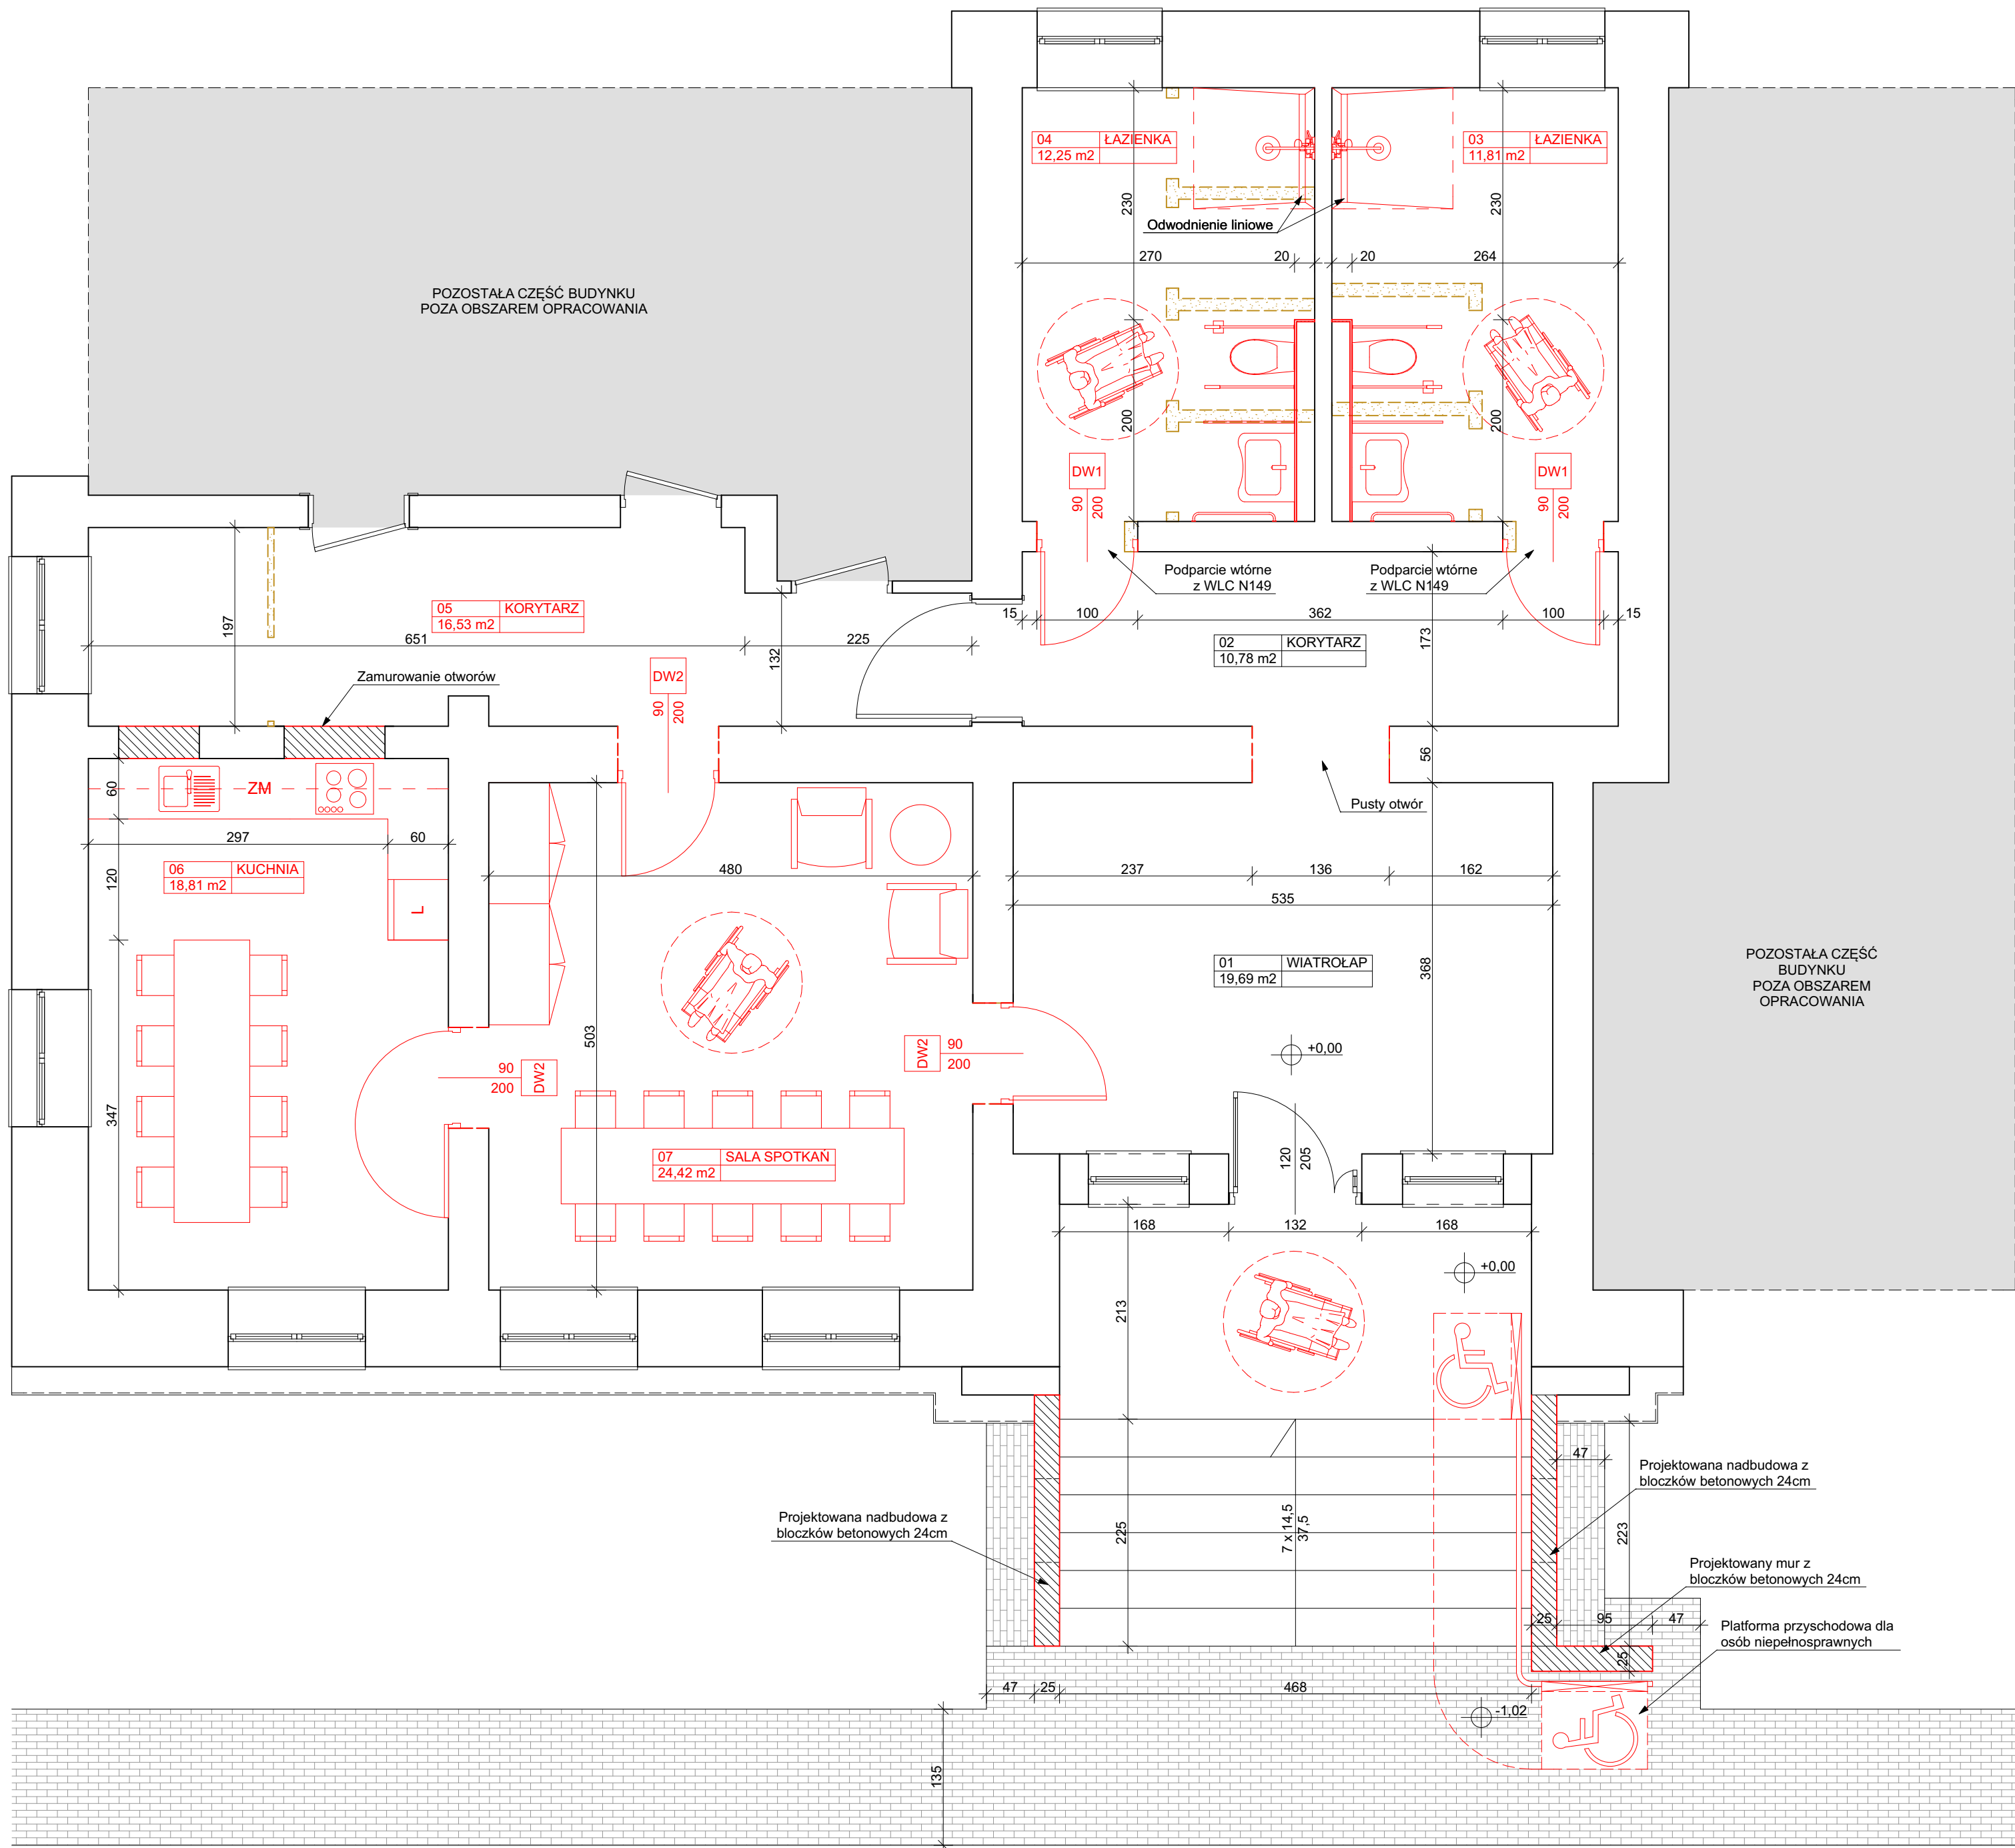 04 ŁAZIENKA
12,25 m2
03 ŁAZIENKA
11,81 m2
230
230
Odwodnienie liniowe
270
20
20
264
POZOSTAŁA CZĘŚĆ BUDYNKU
POZA OBSZAREM OPRACOWANIA
200
200
DW1
90
200
DW1
90
200
Podparcie wtórne
z WLC N149
Podparcie wtórne
z WLC N149
05 KORYTARZ
16,53 m2
197
651
225
132
15
100
362
100
15
02 KORYTARZ
10,78 m2
173
Zamurowanie otworów
DW2
90
200
56
Pusty otwór
60
ZM
297
60
06 KUCHNIA
18,81 m2
120
L
480
237
136
162
535
01 WIATROŁAP
19,69 m2
368
POZOSTAŁA CZĘŚĆ
BUDYNKU
POZA OBSZAREM
OPRACOWANIA
503
347
90
200
DW2
DW2
90
200
+0,00
07 SALA SPOTKAŃ
24,42 m2
120
205
168
132
168
+0,00
213
47
Projektowana nadbudowa z
bloczków betonowych 24cm
Projektowana nadbudowa z
bloczków betonowych 24cm
225
7 x 14.5
37,5
223
Projektowany mur z
bloczków betonowych 24cm
25
95
47
Platforma przyschodowa dla
osób niepełnosprawnych
25
47
25
468
-1,02
135